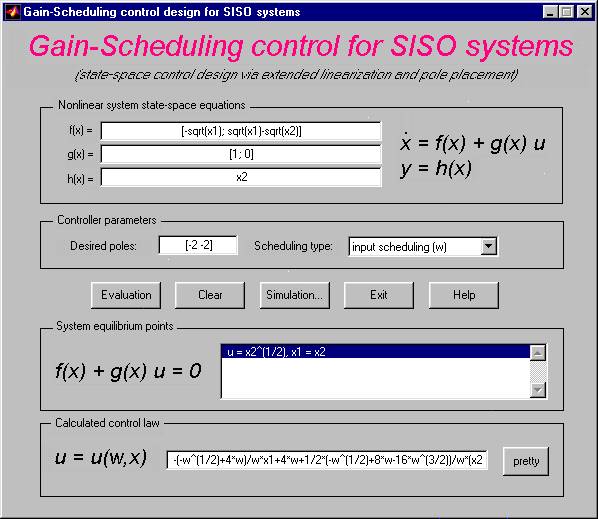 Gain-Scheduling control design for SISO systems
Gain-Scheduling control for SISO systems
(state-space control design via extended linearization and pole placement)
Nonlinear system state-space equations
f(x) = [-sqrt(x1); sqrt(x1)-sqrt(x2)]
g(x) = [1; 0]
h(x) = x2
ẋ = f(x) + g(x) u
y = h(x)
Controller parameters
Desired poles: [-2 -2] Scheduling type: input scheduling (w)
Evaluation Clear Simulation... Exit Help
System equilibrium points
f(x) + g(x) u = 0
u = x2^(1/2), x1 = x2
Calculated control law
u = u(w,x) -(-w^(1/2)+4*w)/w*x1+4*w+1/2*(-w^(1/2)+8*w-16*w^(3/2))/w*(x2 pretty